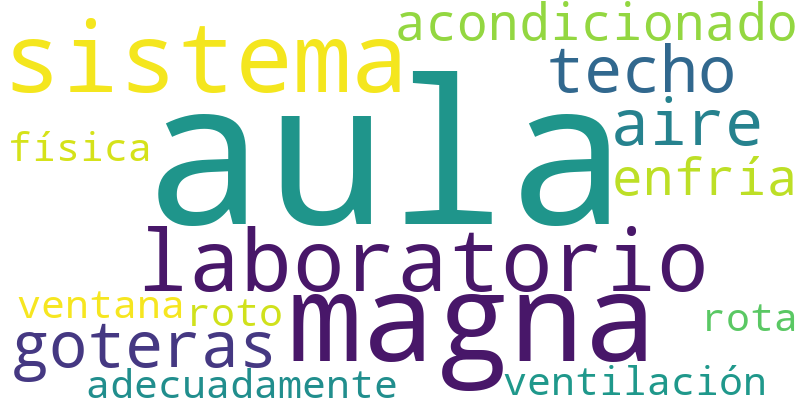 acondicionado
sistema
techo
aula
aire
física
enfría
laboratorio
magna
ventana
roto
rota
goteras
adecuadamente
ventilación